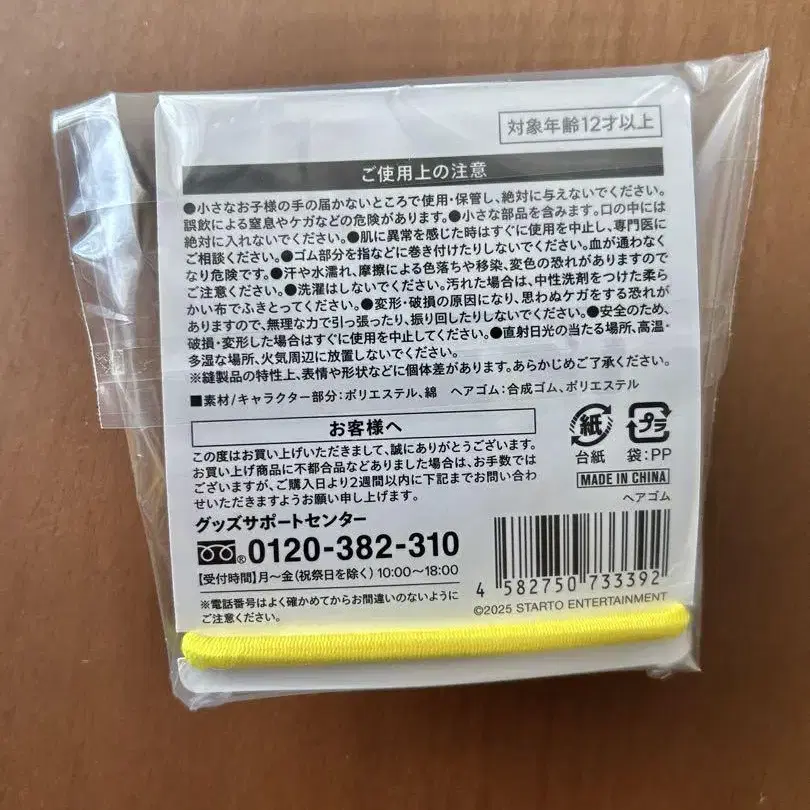 対象年齢12才以上
ご使用上の注意
●小さなお子様の手の届かないところで使用・保管し、絶対に与えないでください。
誤飲による窒息やケガなどの危険があります。●小さな部品を含みます。口の中には
絶対に入れないでください。●肌に異常を感じた時はすぐに使用を中止し、専門医に
ご相談ください。●ゴム部分を指などに巻き付けたりしないでください。血が通わなく
なり危険です。●汗や水濡れ、摩擦による色落ちや移染、変色の恐れがありますので
ご注意ください。●洗濯はしないでください。汚れた場合は、中性洗剤をつけた柔ら
かい布でふきとってください。●変形・破損の原因になり、思わぬケガをする恐れが
ありますので、無理な力で引っ張ったり、振り回したりしないでください。●安全のため、
破損・変形した場合はすぐに使用を中止してください。●直射日光の当たる場所、高温・
多湿な場所、火気周辺に放置しないでください。
※縫製品の特性上、表情や形状などに個体差があります。あらかじめご了承ください。
■素材/キャラクター部分:ポリエステル、綿 ヘアゴム:合成ゴム、ポリエステル
お客様へ
この度はお買い上げいただきまして、誠にありがとうございます。
お買い上げ商品に不都合品などありました場合は、お手数では
ございますが、ご購入日より2週間以内に下記までお問い合わ
せいただきますようお願い申し上げます。
グッズサポートセンター
®0120-382-310
【受付時間】月〜金(祝祭日を除く) 10:00〜18:00
※電話番号はよく確かめてからお間違いのないように
ご注意ください。
紙 プラ
台紙 袋:PP
MADE IN CHINA
ヘアゴム
4 582750 733392
©2025 STARTO ENTERTAINMENT